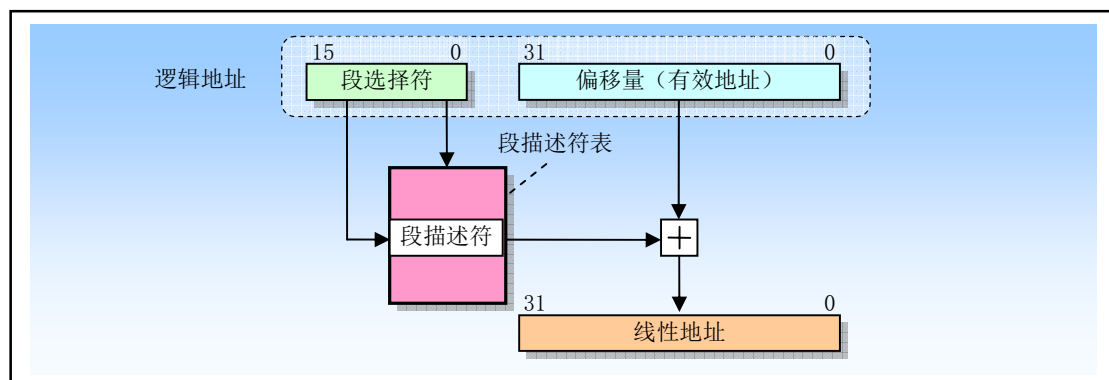 15 0 31 0
逻辑地址 段选择符 偏移量（有效地址）
段描述符表
段描述符 +
31 0
线性地址